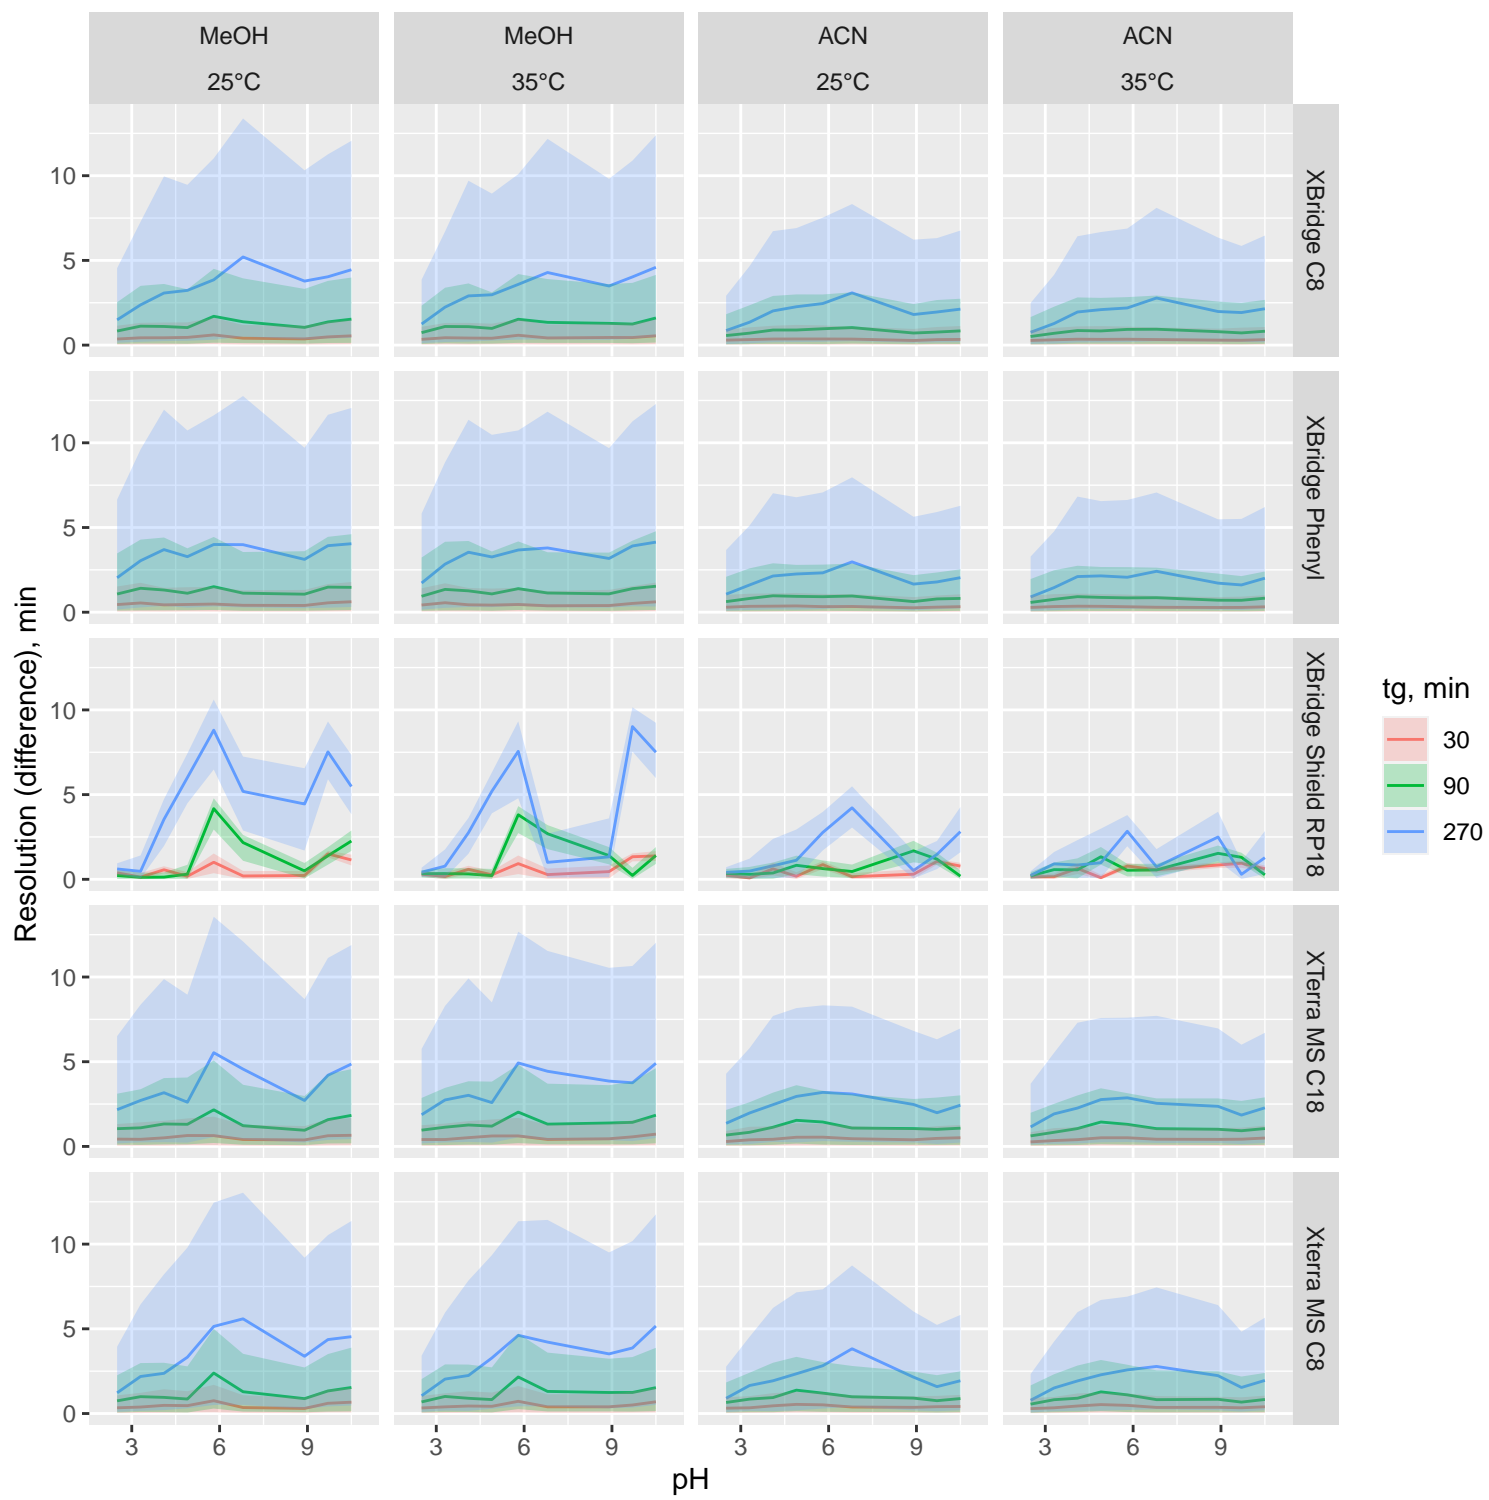 MeOH
25°C
MeOH
35°C
ACN
25°C
ACN
35°C
10
5
0
XBridge C8
10
5
0
XBridge Phenyl
10
5
0
XBridge Shield RP18
10
5
0
XTerra MS C18
10
5
0
Xterra MS C8
3 6 9
3 6 9
3 6 9
3 6 9
pH
Resolution (difference), min
tg, min
30
90
270